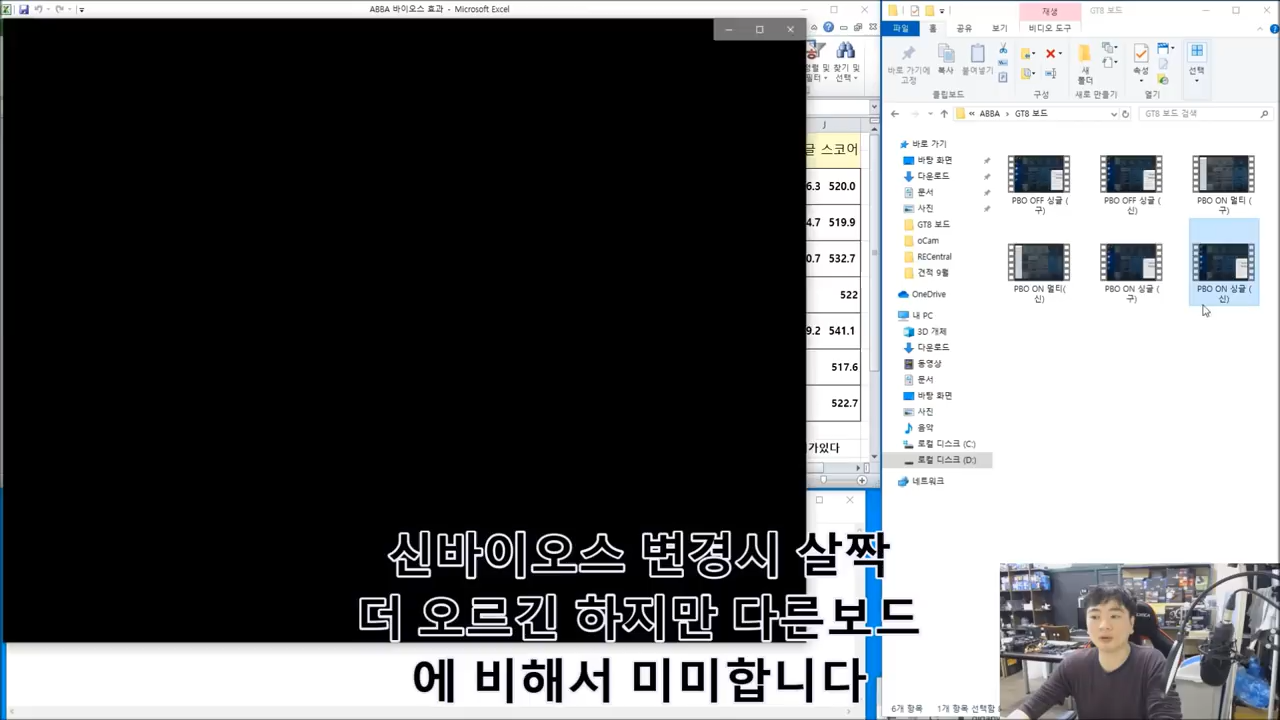 ABBA 바이오스 효과 - Microsoft Excel
필터
찾기 및
선택
J
글 스코어
6.3 520.0
4.7 519.9
0.7 532.7
522
9.2 541.1
517.6
522.7
가있다
재생
GT8 보드
파일
홈
공유
보기
비디오 도구
바로 가기에
고정
복사
붙여넣기
새
폴더
속성
선택
클립보드
구성
새로 만들기
열기
« ABBA › GT8 보드
GT8 보드 검색
바로 가기
바탕 화면
다운로드
문서
사진
GT8 보드
oCam
RECentral
견적 9월
OneDrive
내 PC
3D 개체
다운로드
동영상
문서
바탕 화면
사진
음악
로컬 디스크 (C:)
로컬 디스크 (D:)
네트워크
PBO OFF 싱글 (
구)
PBO OFF 싱글 (
신)
PBO ON 멀티 (
구)
PBO ON 멀티(
신)
PBO ON 싱글 (
구)
PBO ON 싱글 (
신)
신바이오스 변경시 살짝
더 오르긴 하지만 다른보드
에 비해서 미미합니다
6개 항목
1개 항목 선택함